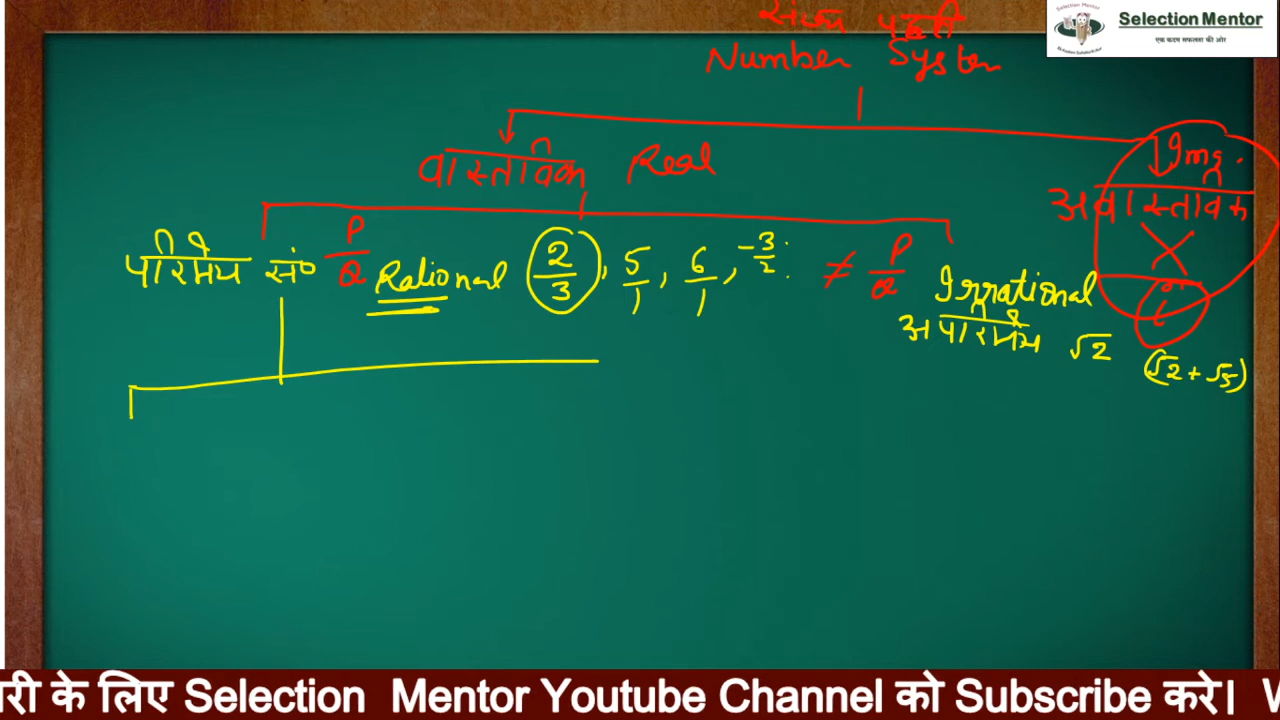 संख्या पद्धती
Number System
Selection Mentor
एक कदम सफलता की ओर
वास्तविक Real
Img.
अवास्तविक
परिमेय सं० P/Q Rational 2/3, 5/1, 6/1, -3/2
≠ P/Q Irrational
अपरिमेय √2 (√2 + √5)
i
री के लिए Selection Mentor Youtube Channel को Subscribe करे। W